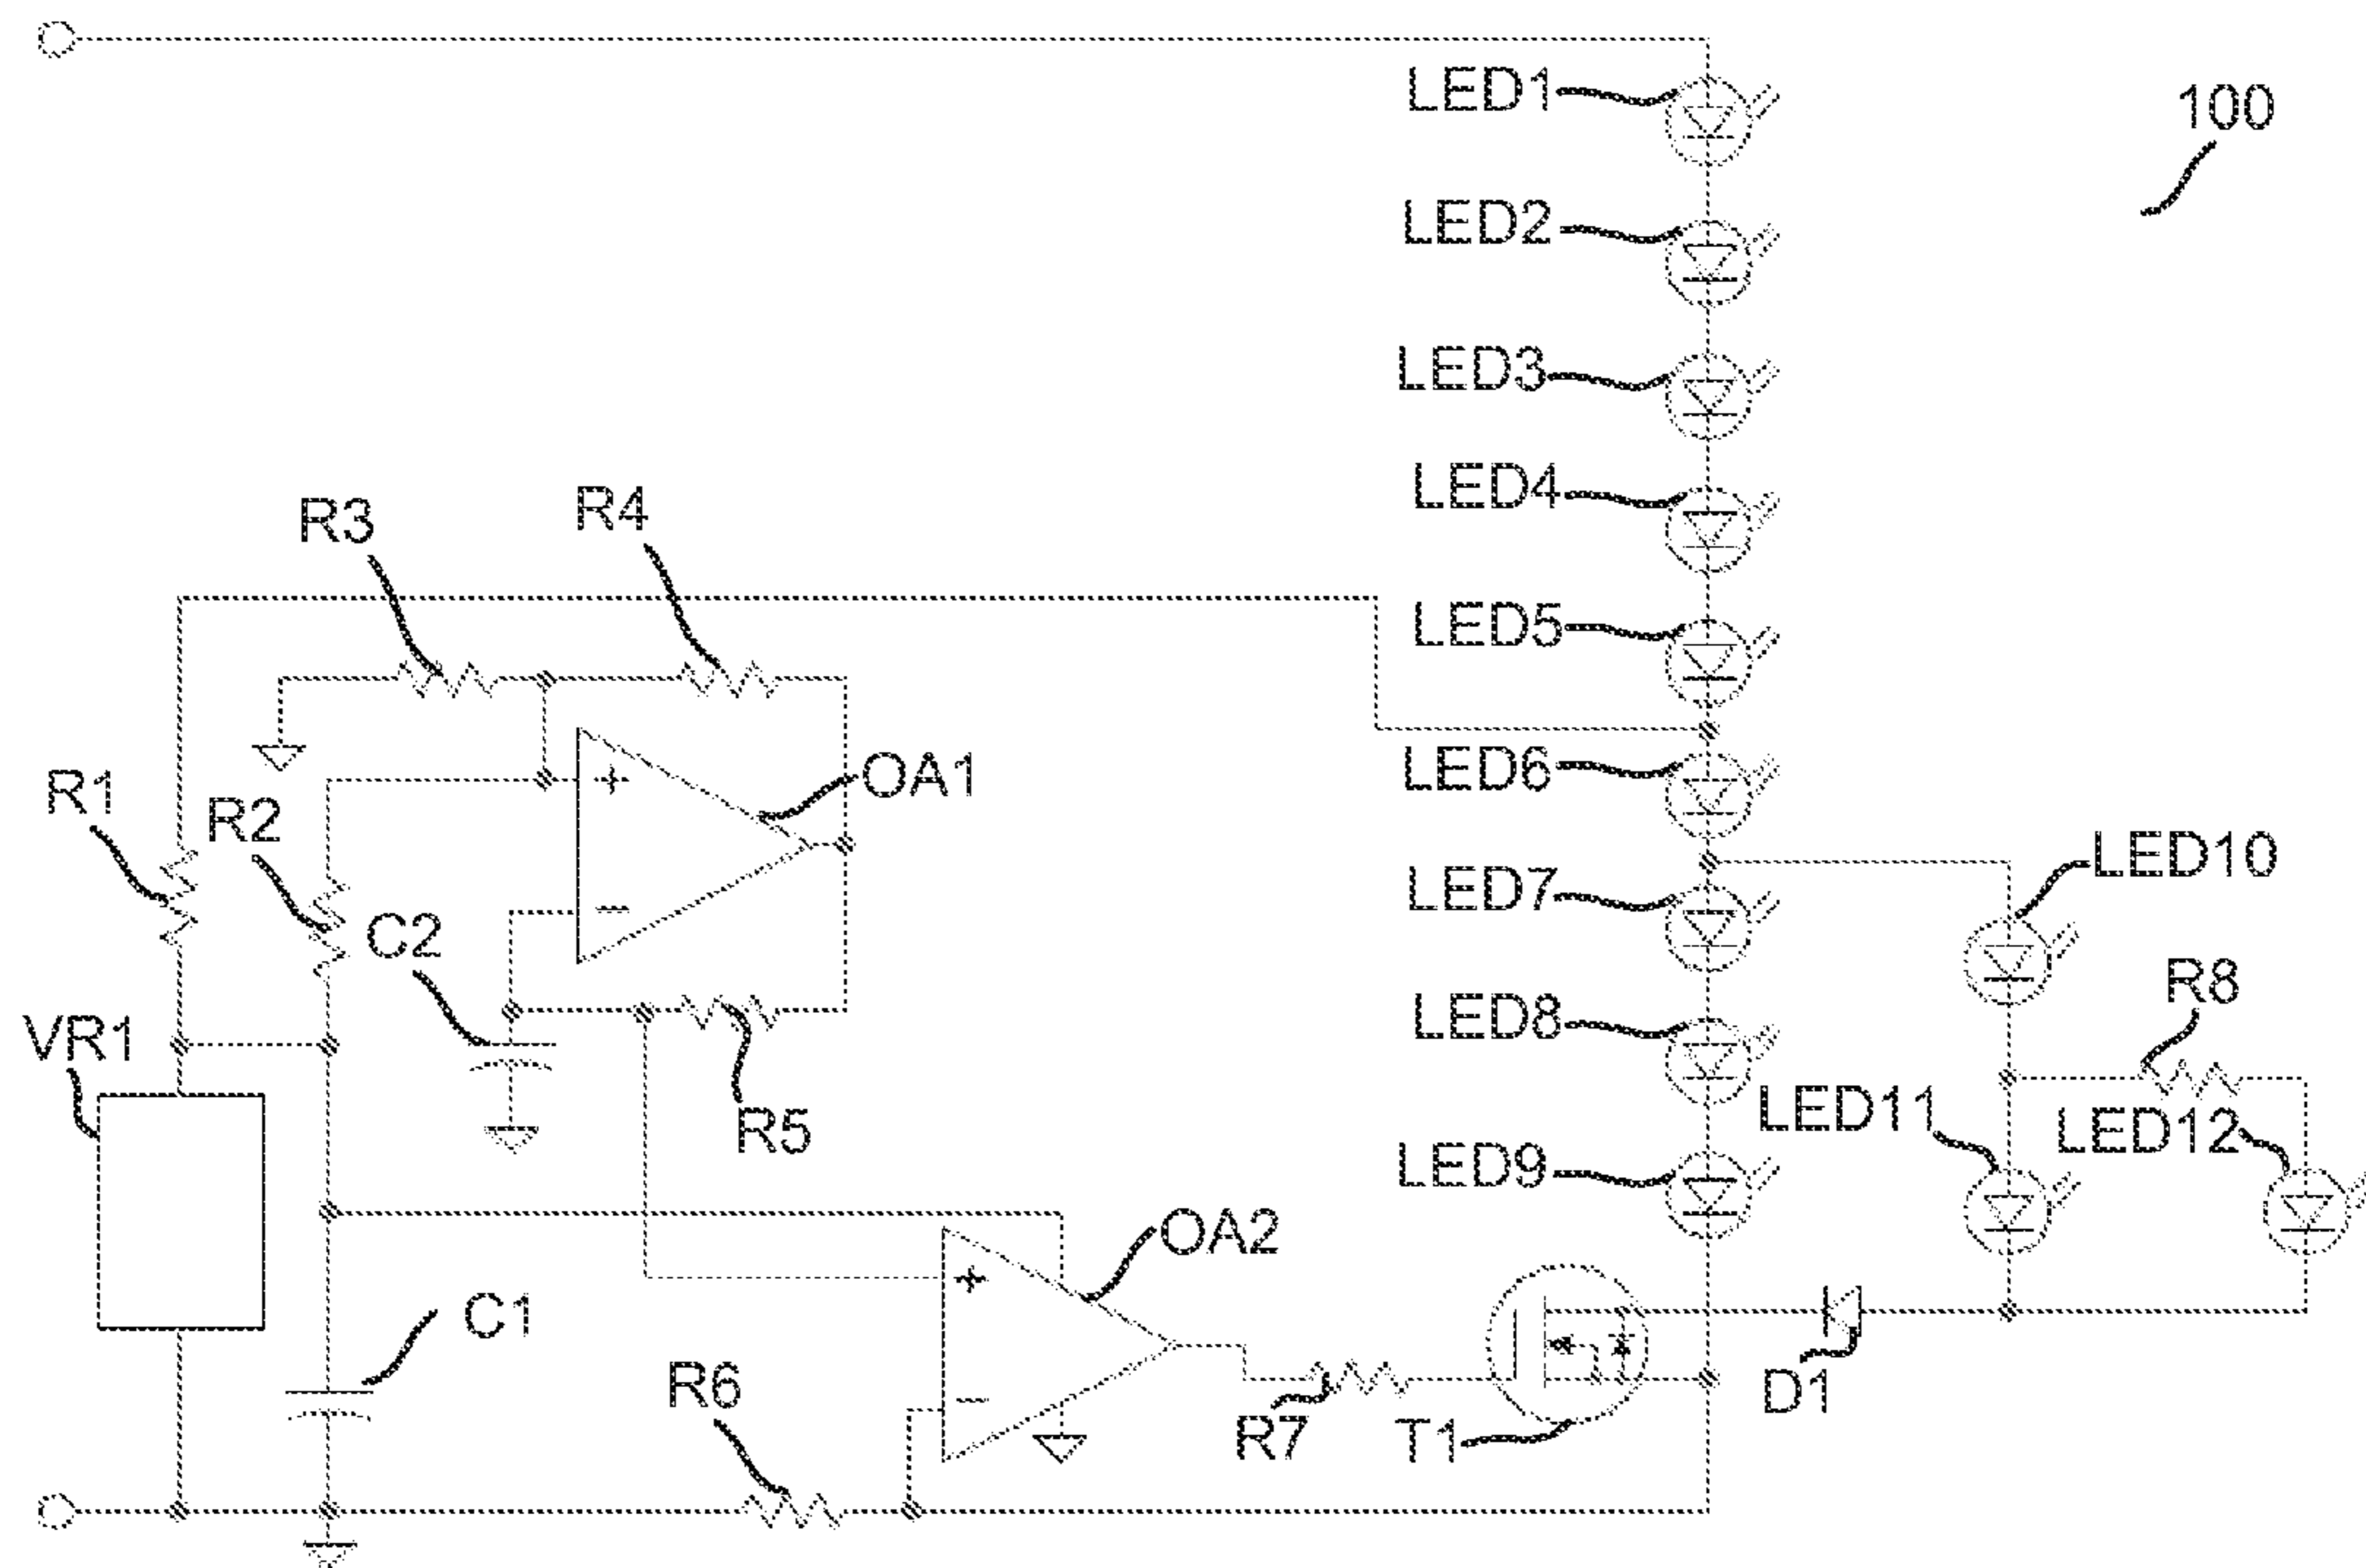 LED1
100
LED2
LED3
LED4
R3
R4
LED5
R1
R2
OA1
LED6
C2
LED7
LED10
R8
VR1
R5
LED8
LED11
LED12
LED9
OA2
C1
R6
R7
T1
D1
+
−
+
−